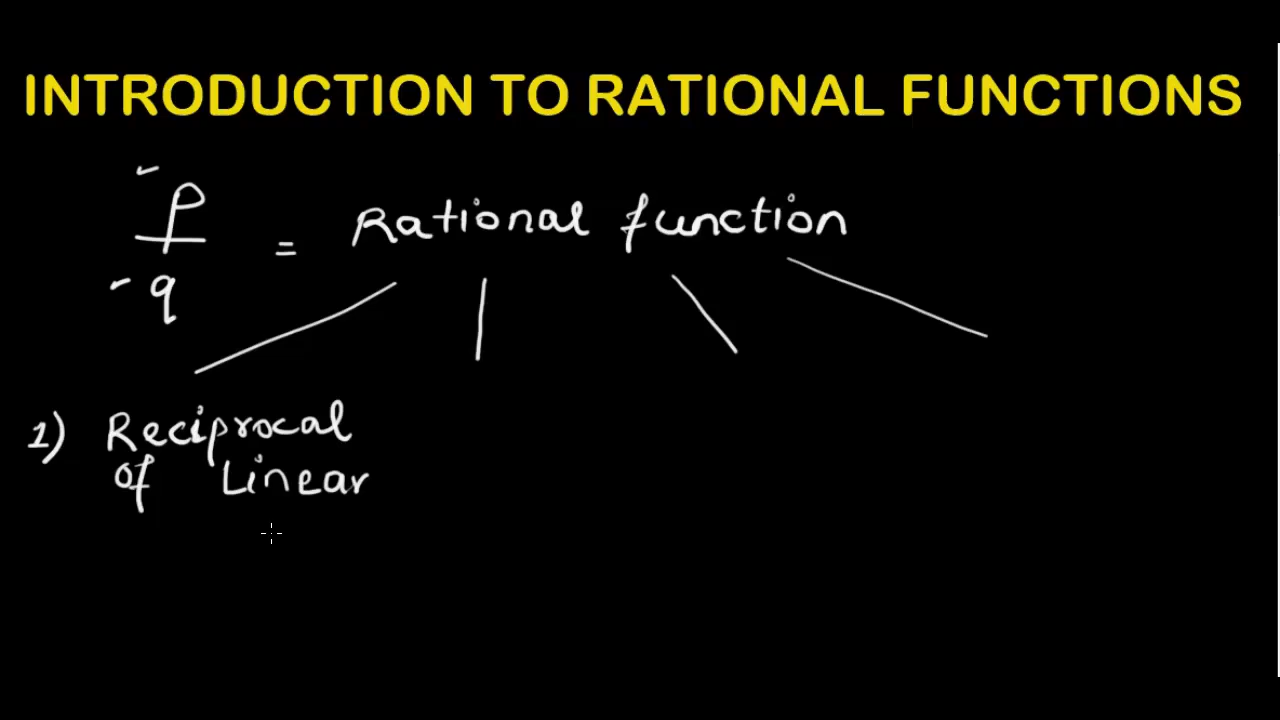 INTRODUCTION TO RATIONAL FUNCTIONS
p
q
= Rational function
1) Reciprocal
of Linear